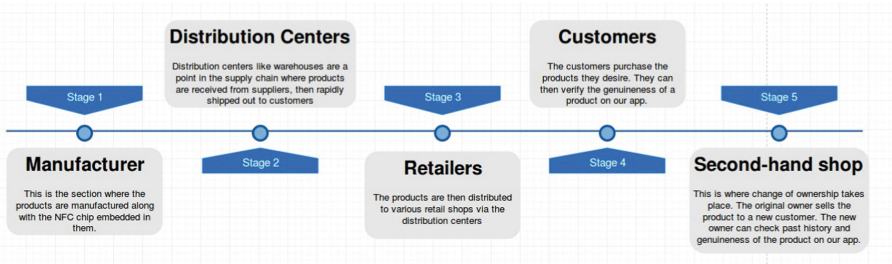 Stage 1
Manufacturer
This is the section where the
products are manufactured along
with the NFC chip embedded in
them.
Distribution Centers
Distribution centers like warehouses are a
point in the supply chain where products
are received from suppliers, then rapidly
shipped out to customers
Stage 2
Stage 3
Retailers
The products are then distributed
to various retail shops via the
distribution centers
Customers
The customers purchase the
products they desire. They can
then verify the genuineness of a
product on our app.
Stage 4
Stage 5
Second-hand shop
This is where change of ownership takes
place. The original owner sells the
product to a new customer. The new
owner can check past history and
genuineness of the product on our app.